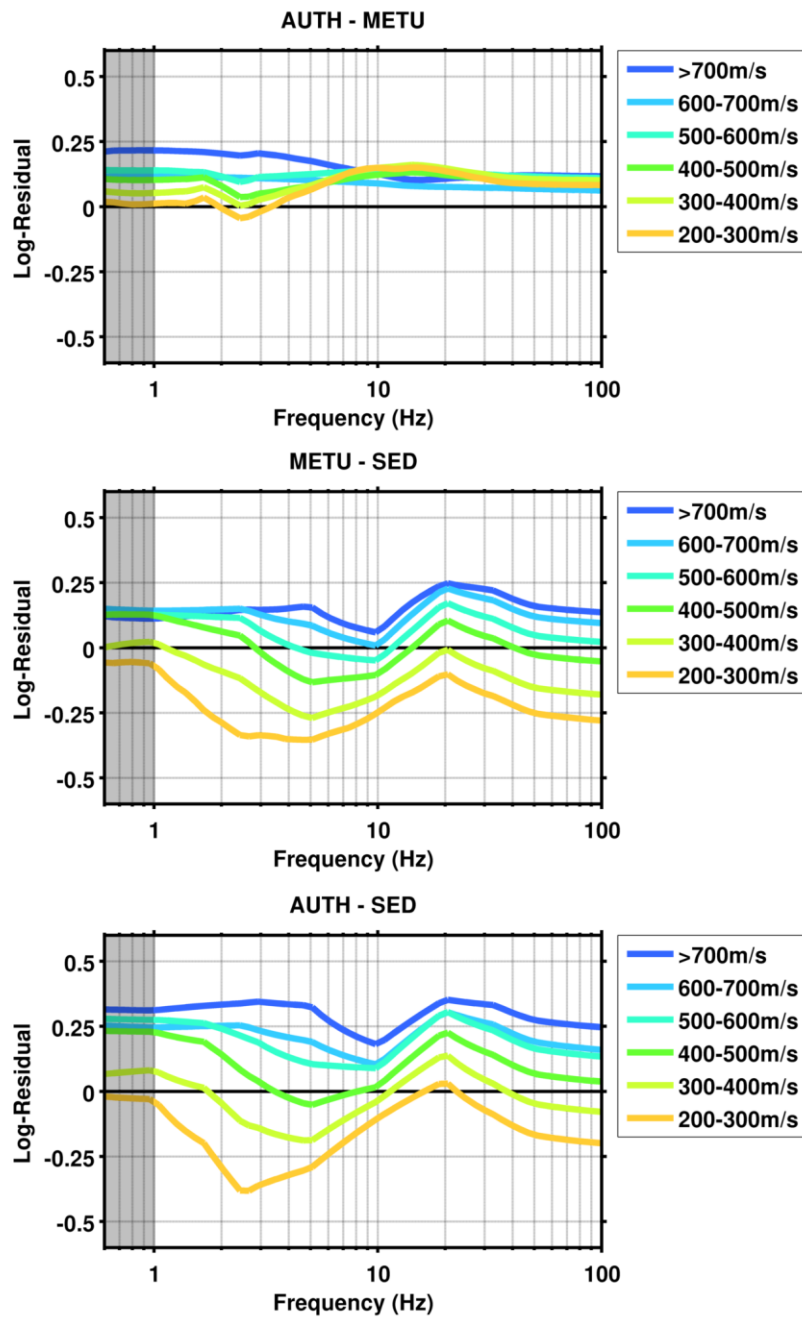 AUTH - METU
0.5
0.25
0
-0.25
-0.5
Log-Residual
1 10 100
Frequency (Hz)
>700m/s
600-700m/s
500-600m/s
400-500m/s
300-400m/s
200-300m/s
METU - SED
0.5
0.25
0
-0.25
-0.5
Log-Residual
1 10 100
Frequency (Hz)
>700m/s
600-700m/s
500-600m/s
400-500m/s
300-400m/s
200-300m/s
AUTH - SED
0.5
0.25
0
-0.25
-0.5
Log-Residual
1 10 100
Frequency (Hz)
>700m/s
600-700m/s
500-600m/s
400-500m/s
300-400m/s
200-300m/s